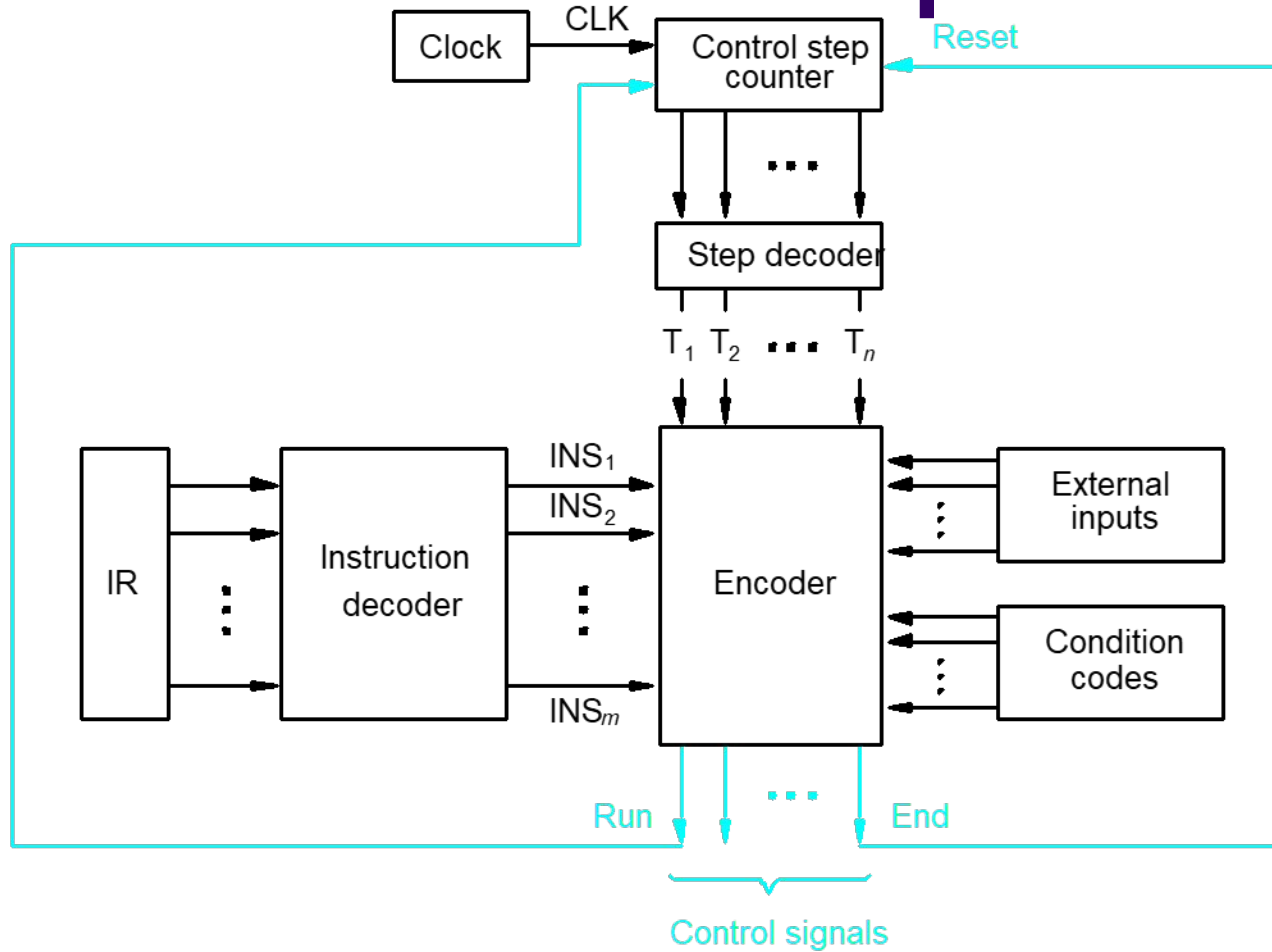 Reset
CLK
Clock
Control step
counter
Step decoder
T1 T2 ... Tn
INS1
INS2
External
inputs
Instruction
decoder
IR
Encoder
Condition
codes
INSm
Run
End
Control signals